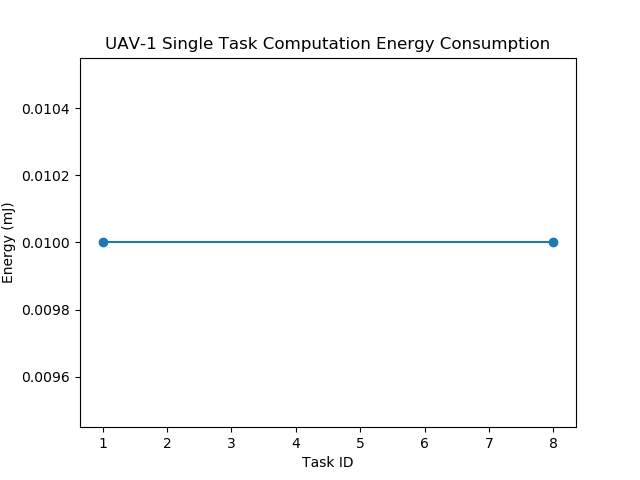 UAV-1 Single Task Computation Energy Consumption
Energy (mJ)
0.0104
0.0102
0.0100
0.0098
0.0096
1 2 3 4 5 6 7 8
Task ID